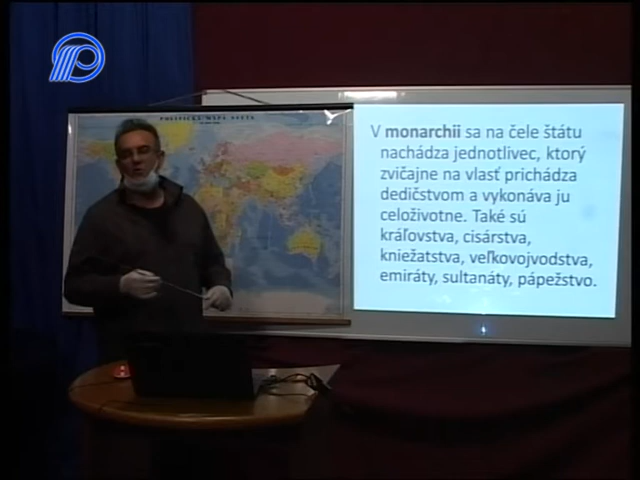 POLITICKÁ MAPA SVETA
V monarchii sa na čele štátu
nachádza jednotlivec, ktorý
zvičajne na vlasť prichádza
dedičstvom a vykonáva ju
celoživotne. Také sú
kráľovstva, cisárstva,
kniežatstva, veľkovojvodstva,
emiráty, sultanáty, pápežstvo.